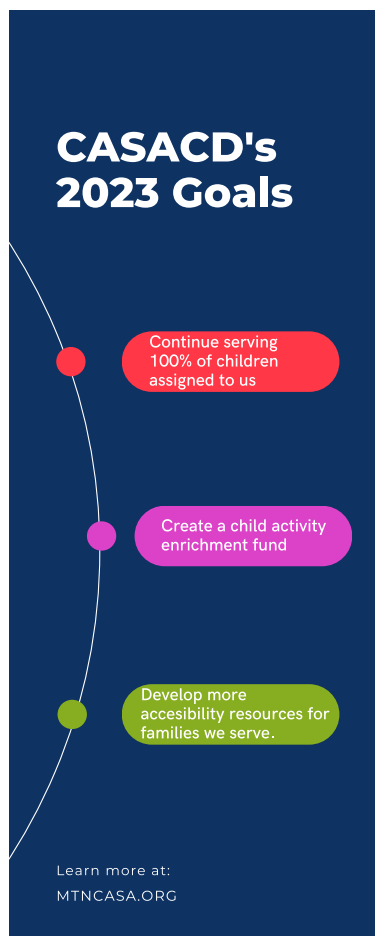 CASACD's
2023 Goals
Continue serving
100% of children
assigned to us
Create a child activity
enrichment fund
Develop more
accesibility resources for
families we serve.
Learn more at:
MTNCASA.ORG